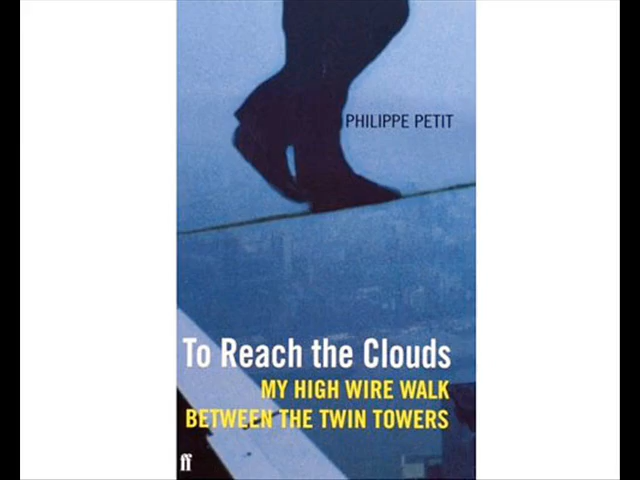 PHILIPPE PETIT
To Reach the Clouds
MY HIGH WIRE WALK
BETWEEN THE TWIN TOWERS
ff